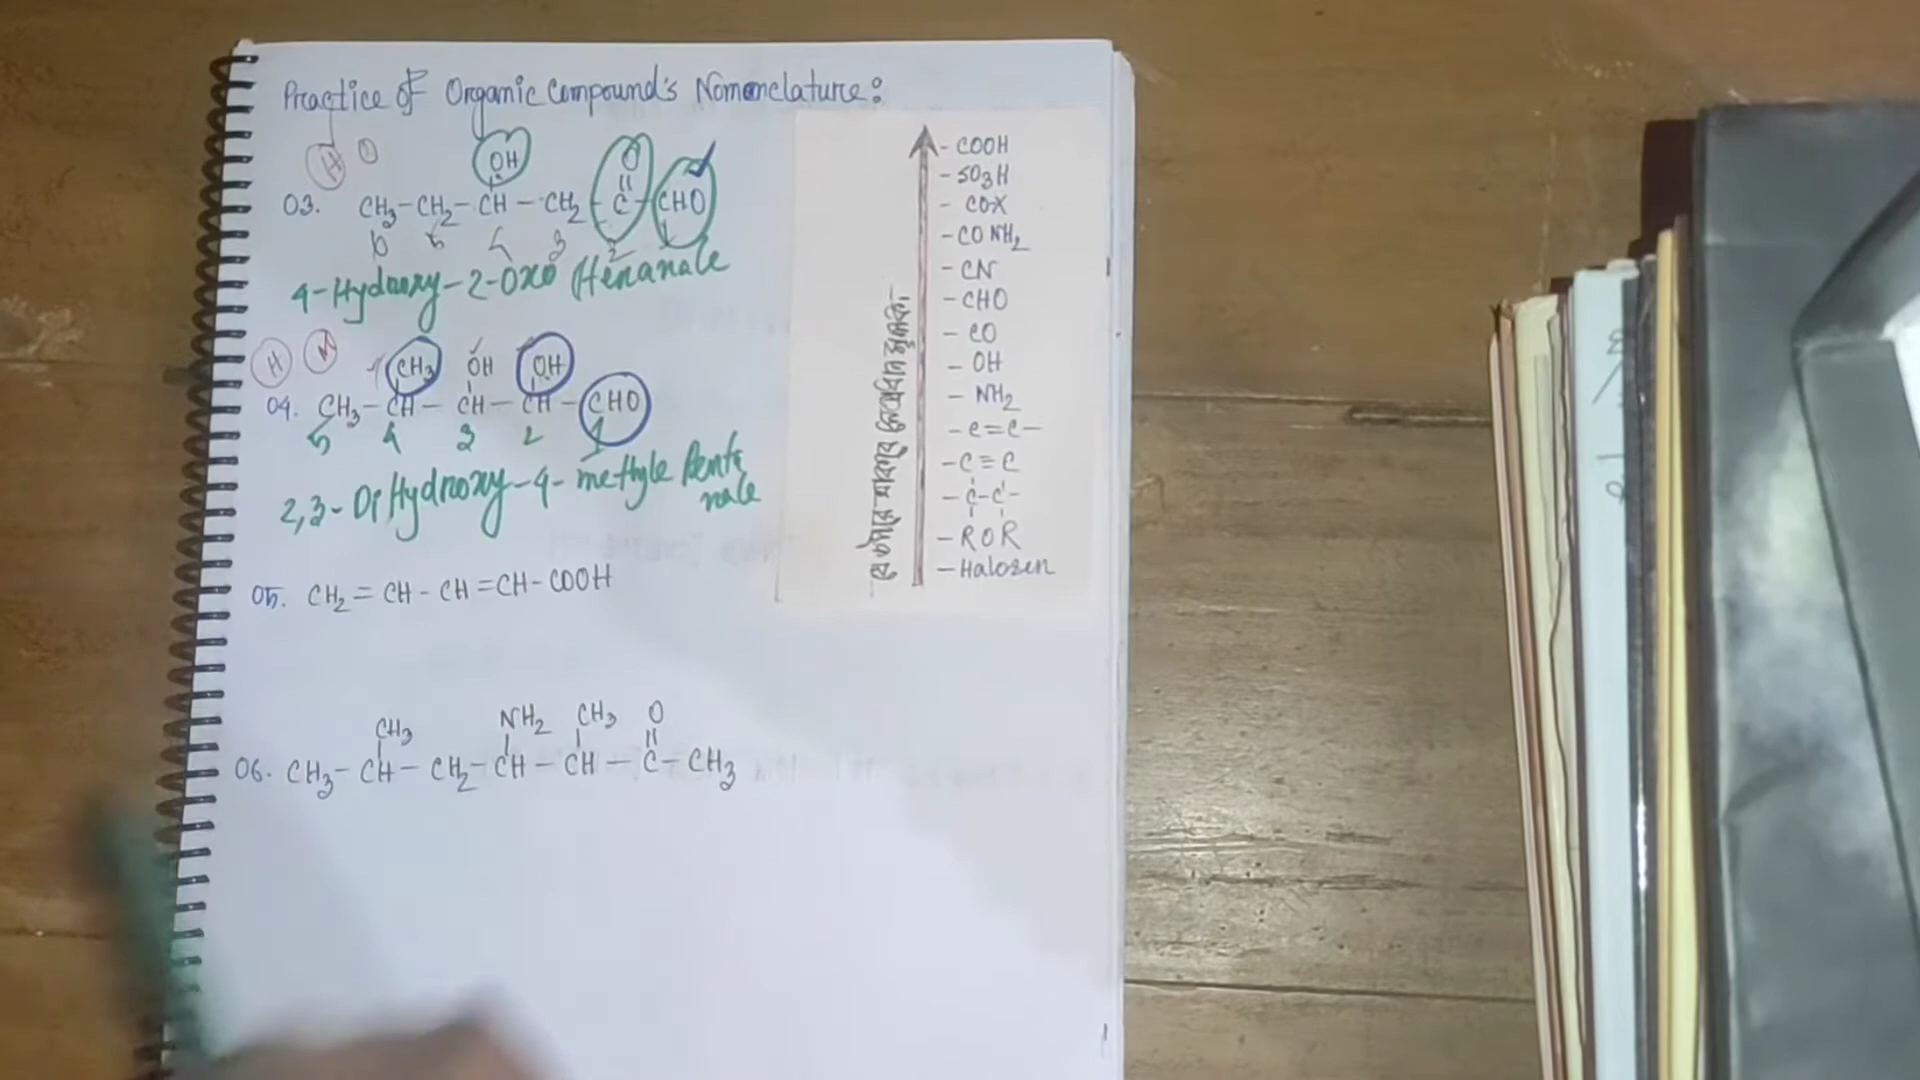 Practice of Organic Compound's Nomenclature:
H O
OH O
03. CH3-CH2-CH-CH2-C-CHO
6 5 4 3 2 1
4-Hydroxy-2-Oxo Hexanale
H M CH3 OH OH
04. CH3-CH-CH-CH-CHO
5 4 3 2 1
2,3-DiHydroxy-4-methyle Penta
nale
05. CH2=CH-CH=CH-COOH
CH3 NH2 CH3 O
06. CH3-CH-CH2-CH-CH-C-CH3
-COOH
-SO3H
-COX
-CONH2
-CN
-CHO
-CO
-OH
-NH2
-C=C-
-C≡C
-C-C-
-ROR
-Halozen